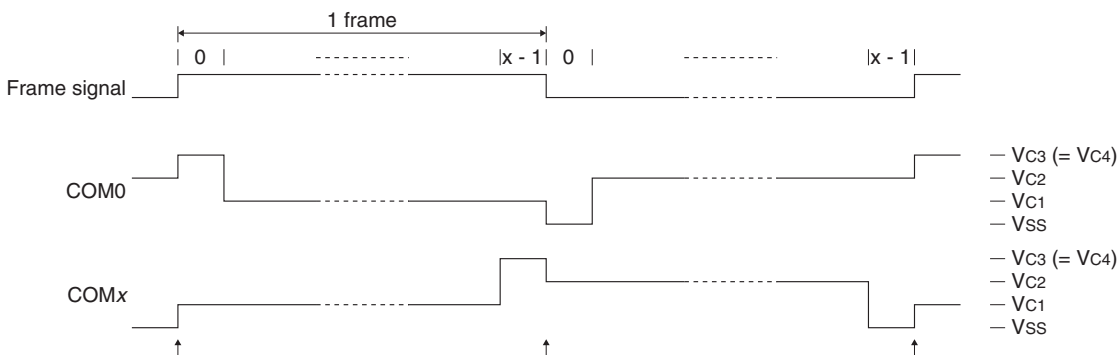 1 frame
0 x - 1 0 x - 1
Frame signal
COM0
VC3 (= VC4)
VC2
VC1
VSS
COMx
VC3 (= VC4)
VC2
VC1
VSS